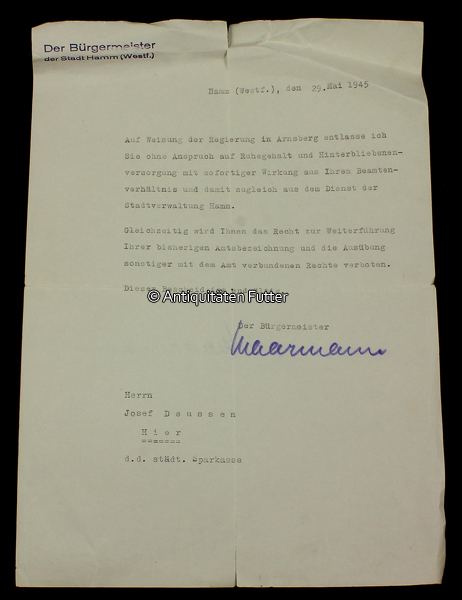 Der Bürgermeister
der Stadt Hamm (Westf.)
Hamm (Westf.), den 29. Mai 1945
Auf Weisung der Regierung in Arnsberg entlasse ich
Sie ohne Anspruch auf Ruhegehalt und Hinterbliebenen-
versorgung mit sofortiger Wirkung aus Ihrem Beamten-
verhältnis und damit zugleich aus dem Dienst der
Stadtverwaltung Hamm.
Gleichzeitig wird Ihnen das Recht zur Weiterführung
Ihrer bisherigen Amtsbezeichnung und die Ausübung
sonstiger mit dem Amt verbundenen Rechte verboten.
Dieser
© Antiquitäten Futter
Der Bürgermeister
Herrn
Josef Deussen
Hier
=======
d.d. städt. Sparkasse